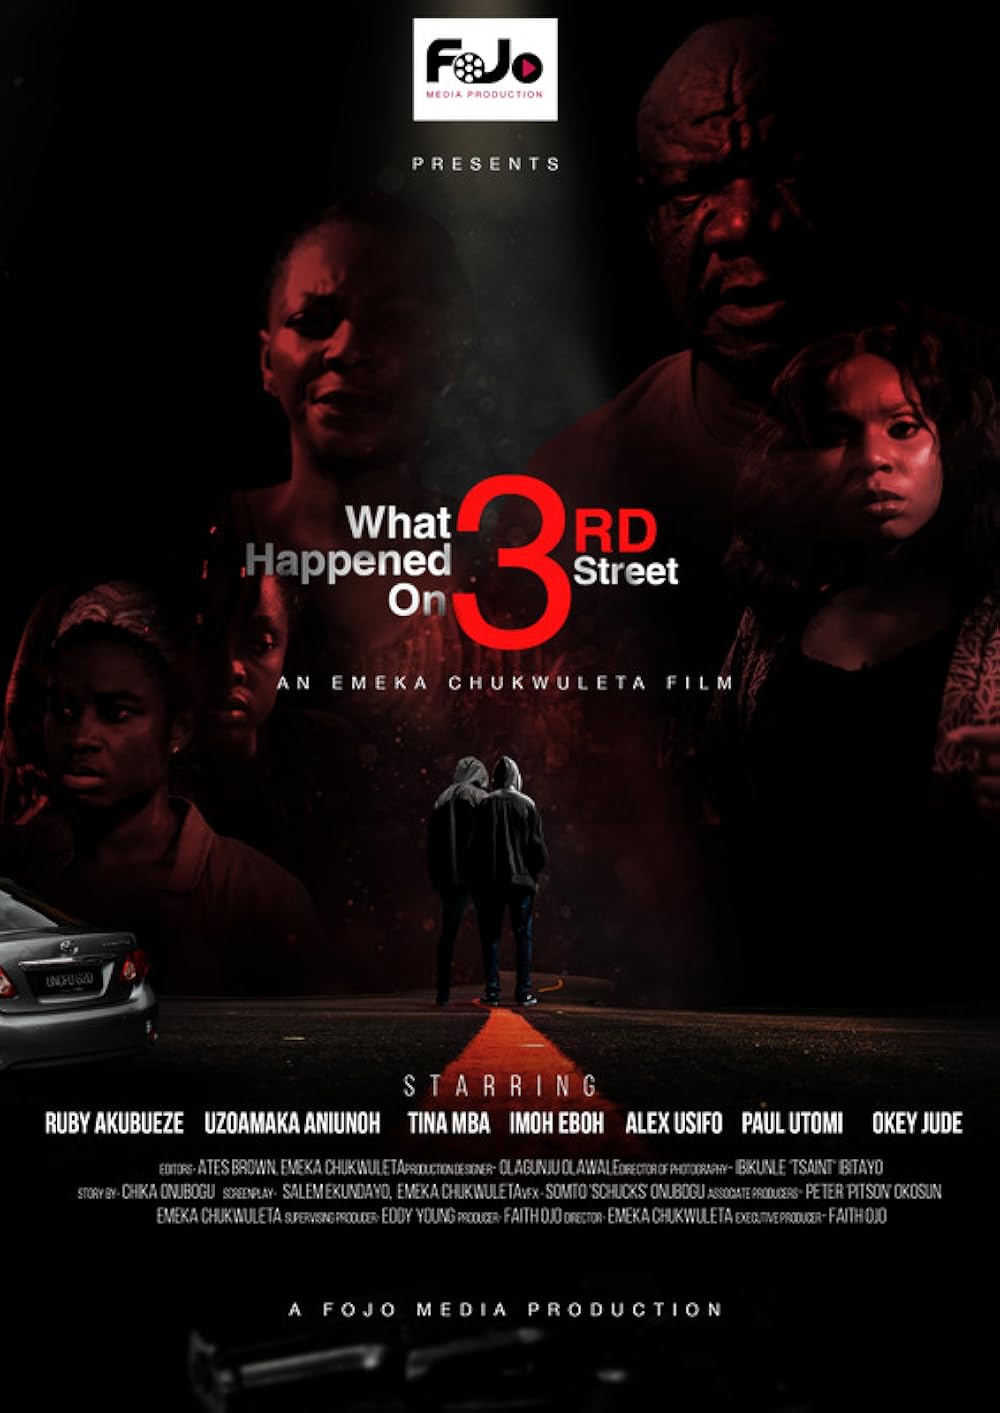 FoJo
MEDIA PRODUCTION
PRESENTS
What
Happened
On
3RD
Street
AN EMEKA CHUKWULETA FILM
STARRING
RUBY AKUBUEZE UZOAMAKA ANIUNOH TINA MBA IMOH EBOH ALEX USIFO PAUL UTOMI OKEY JUDE
EDITORS- ATES BROWN, EMEKA CHUKWULETA PRODUCTION DESIGNER- OLAGUNJU OLAWALE DIRECTOR OF PHOTOGRAPHY- IBIKUNLE 'TSAINT' IBITAYO
STORY BY- CHIKA ONUBOGU SCREENPLAY- SALEM EKUNDAYO, EMEKA CHUKWULETA VFX - SOMTO 'SCHUCKS' ONUBOGU ASSOCIATE PRODUCERS- PETER 'PITSON' OKOSUN
EMEKA CHUKWULETA SUPERVISING PRODUCER- EDDY YOUNG PRODUCER- FAITH OJO DIRECTOR- EMEKA CHUKWULETA EXECUTIVE PRODUCER- FAITH OJO
A FOJO MEDIA PRODUCTION